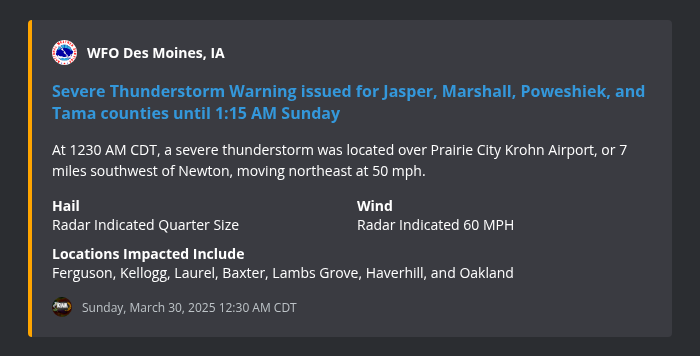 WFO Des Moines, IA
Severe Thunderstorm Warning issued for Jasper, Marshall, Poweshiek, and
Tama counties until 1:15 AM Sunday
At 1230 AM CDT, a severe thunderstorm was located over Prairie City Krohn Airport, or 7
miles southwest of Newton, moving northeast at 50 mph.
Hail
Radar Indicated Quarter Size
Wind
Radar Indicated 60 MPH
Locations Impacted Include
Ferguson, Kellogg, Laurel, Baxter, Lambs Grove, Haverhill, and Oakland
Sunday, March 30, 2025 12:30 AM CDT